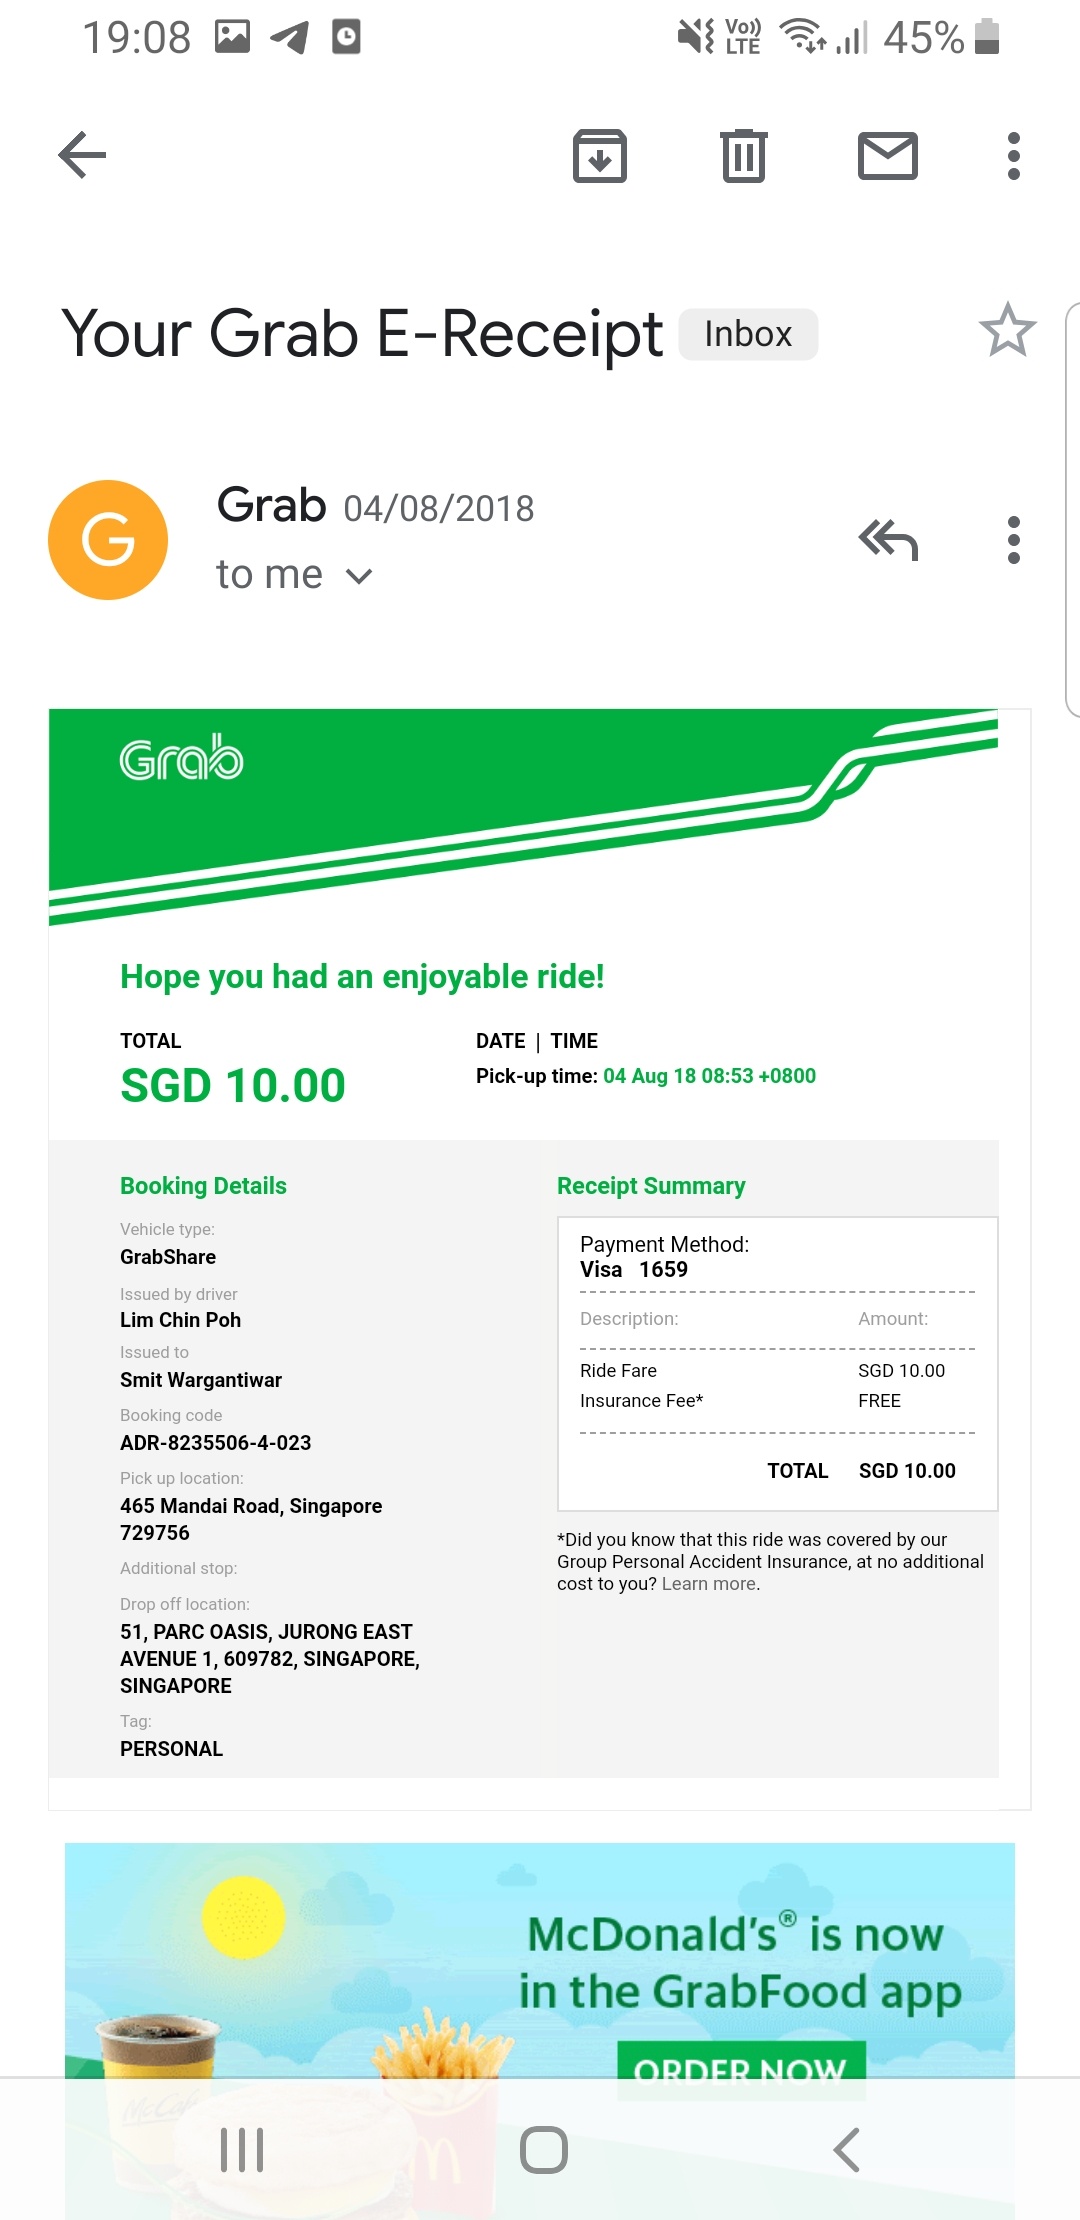 19:08
Vo)) LTE 45%
Your Grab E-Receipt Inbox
G
Grab 04/08/2018
to me
Grab
Hope you had an enjoyable ride!
TOTAL
SGD 10.00
DATE | TIME
Pick-up time: 04 Aug 18 08:53 +0800
Booking Details
Vehicle type:
GrabShare
Issued by driver
Lim Chin Poh
Issued to
Smit Wargantiwar
Booking code
ADR-8235506-4-023
Pick up location:
465 Mandai Road, Singapore
729756
Additional stop:
Drop off location:
51, PARC OASIS, JURONG EAST
AVENUE 1, 609782, SINGAPORE,
SINGAPORE
Tag:
PERSONAL
Receipt Summary
Payment Method:
Visa 1659
Description: Amount:
Ride Fare SGD 10.00
Insurance Fee* FREE
TOTAL SGD 10.00
*Did you know that this ride was covered by our
Group Personal Accident Insurance, at no additional
cost to you? Learn more.
McDonald's® is now
in the GrabFood app
ORDER NOW
McCafé